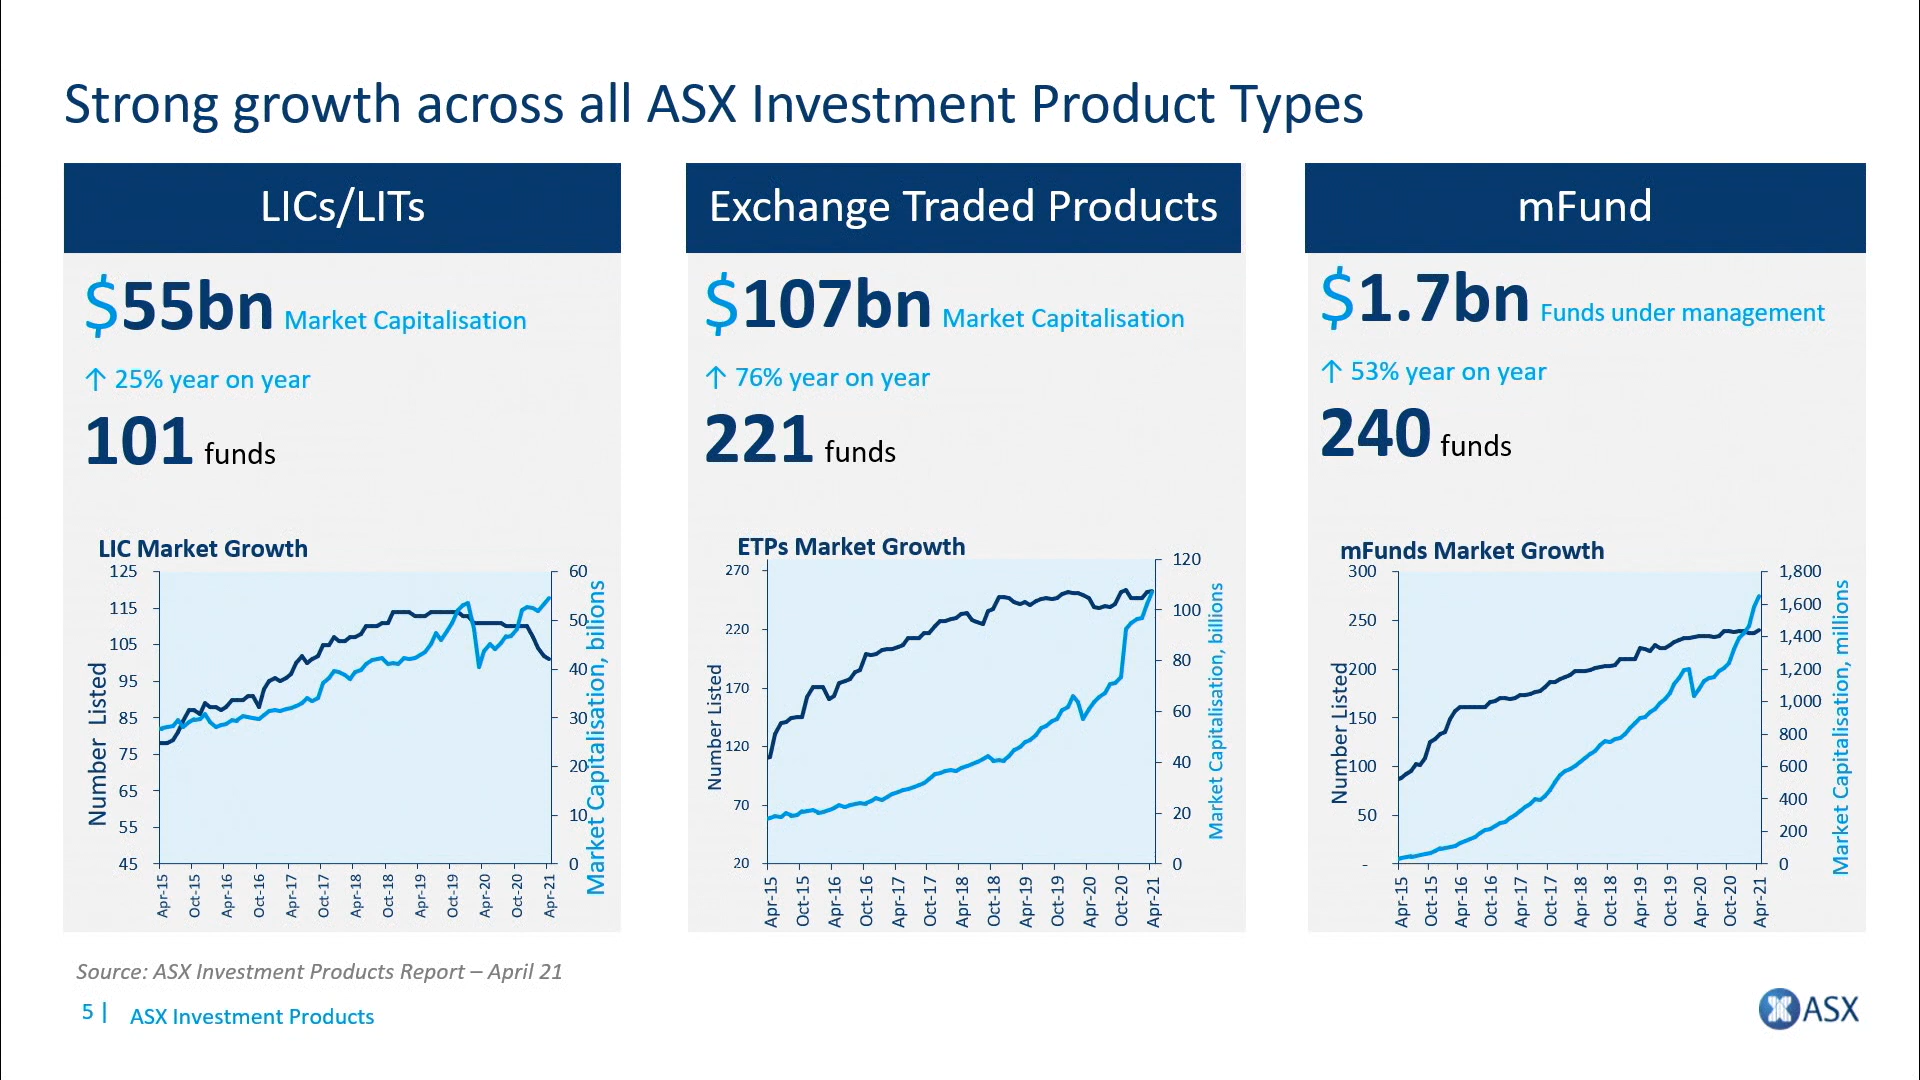 Strong growth across all ASX Investment Product Types
LICs/LITs
$55bn Market Capitalisation
↑ 25% year on year
101 funds
LIC Market Growth
Number Listed
125
115
105
95
85
75
65
55
45
60
50
40
30
20
10
0
Market Capitalisation, bilions
Apr-15
Oct-15
Apr-16
Oct-16
Apr-17
Oct-17
Apr-18
Oct-18
Apr-19
Oct-19
Apr-20
Oct-20
Apr-21
Exchange Traded Products
$107bn Market Capitalisation
↑ 76% year on year
221 funds
ETPs Market Growth
Number Listed
270
220
170
120
70
20
120
100
80
60
40
20
0
Market Capitalisation, billions
Apr-15
Oct-15
Apr-16
Oct-16
Apr-17
Oct-17
Apr-18
Oct-18
Apr-19
Oct-19
Apr-20
Oct-20
Apr-21
mFund
$1.7bn Funds under management
↑ 53% year on year
240 funds
mFunds Market Growth
Number Listed
300
250
200
150
100
50
-
1,800
1,600
1,400
1,200
1,000
800
600
400
200
0
Market Capitalisation, millions
Apr-15
Oct-15
Apr-16
Oct-16
Apr-17
Oct-17
Apr-18
Oct-18
Apr-19
Oct-19
Apr-20
Oct-20
Apr-21
Source: ASX Investment Products Report – April 21
5 | ASX Investment Products
ASX